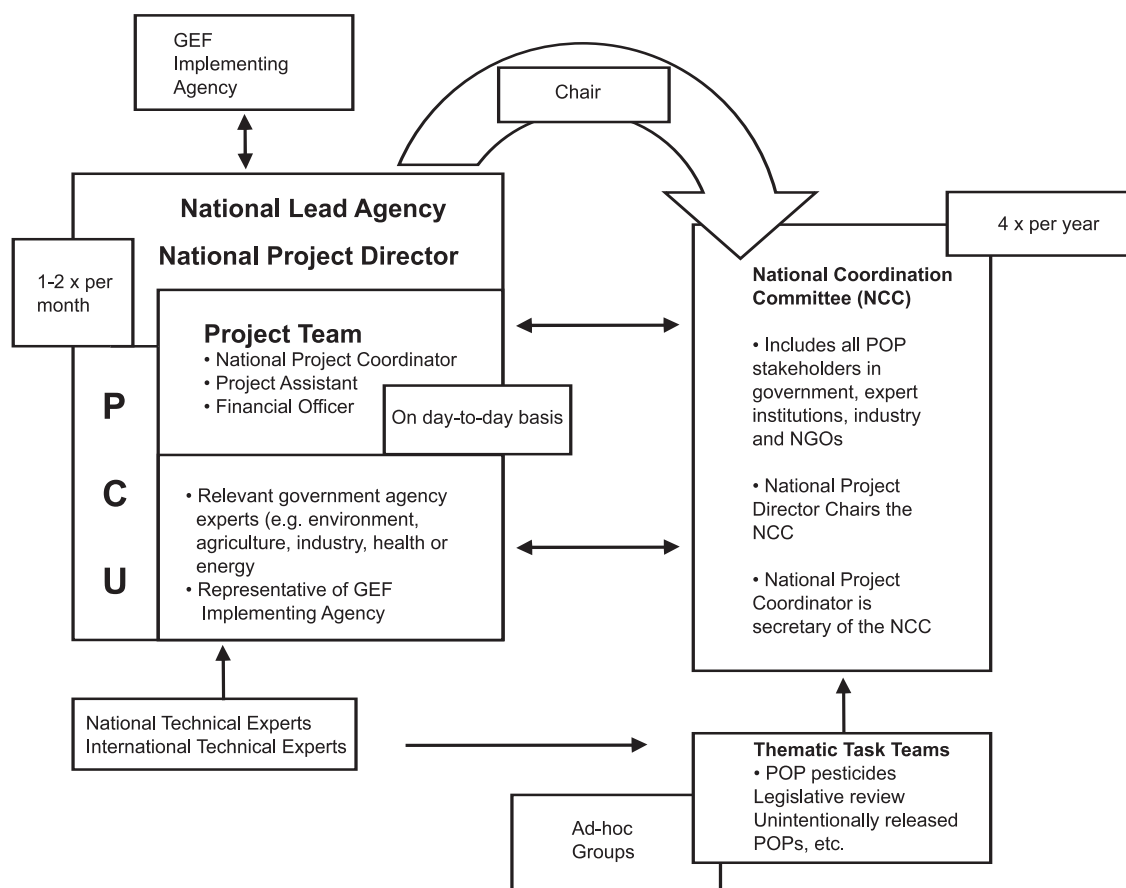 GEF
Implementing
Agency
Chair
National Lead Agency
National Project Director
4 x per year
1-2 x per
month
Project Team
• National Project Coordinator
• Project Assistant
• Financial Officer
On day-to-day basis
P
C
U
• Relevant government agency
experts (e.g. environment,
agriculture, industry, health or
energy
• Representative of GEF
Implementing Agency
National Coordination
Committee (NCC)
• Includes all POP
stakeholders in
government, expert
institutions, industry
and NGOs
• National Project
Director Chairs the
NCC
• National Project
Coordinator is
secretary of the NCC
National Technical Experts
International Technical Experts
Thematic Task Teams
• POP pesticides
Legislative review
Unintentionally released
POPs, etc.
Ad-hoc
Groups